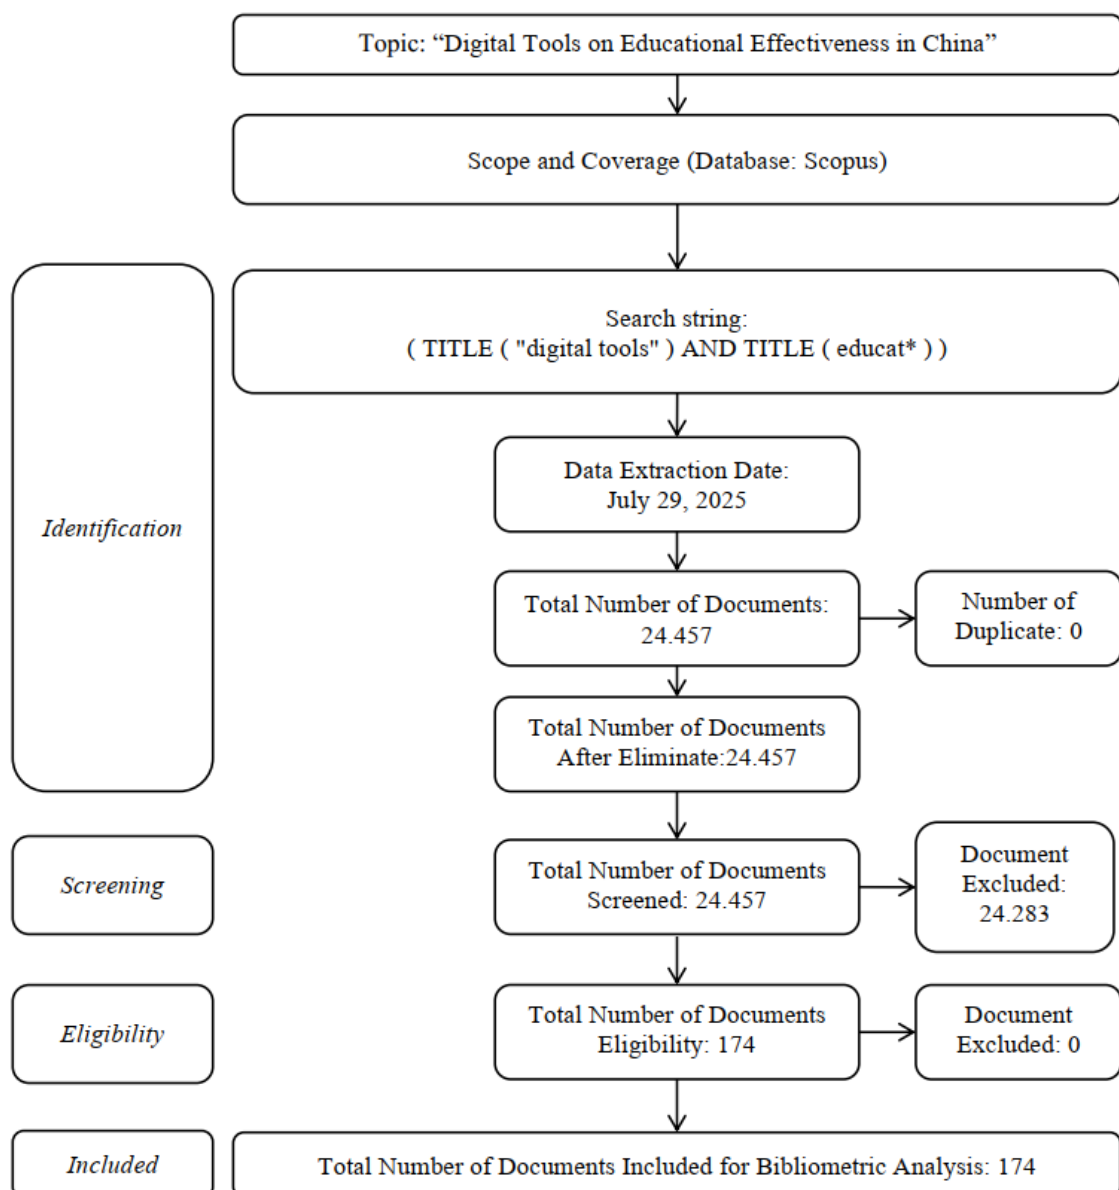 Topic: “Digital Tools on Educational Effectiveness in China”
Scope and Coverage (Database: Scopus)
Identification
Search string:
( TITLE ( "digital tools" ) AND TITLE ( educat* ) )
Data Extraction Date:
July 29, 2025
Total Number of Documents:
24.457
Number of
Duplicate: 0
Total Number of Documents
After Eliminate:24.457
Screening
Total Number of Documents
Screened: 24.457
Document
Excluded:
24.283
Eligibility
Total Number of Documents
Eligibility: 174
Document
Excluded: 0
Included
Total Number of Documents Included for Bibliometric Analysis: 174